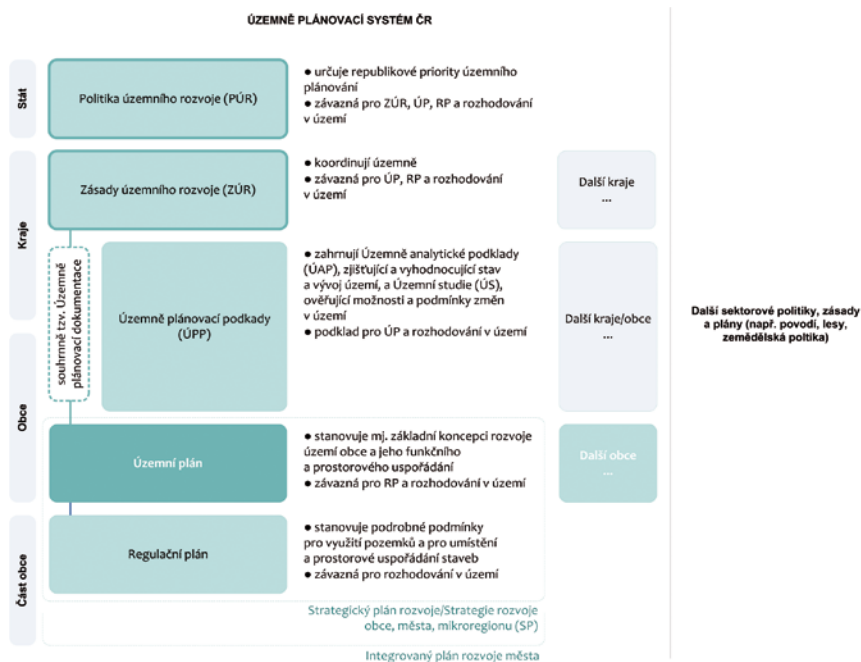 ÚZEMNĚ PLÁNOVACÍ SYSTÉM ČR
Stát
Politika územního rozvoje (PÚR)
● určuje republikové priority územního
plánování
● závazná pro ZÚR, ÚP, RP a rozhodování
v území
Kraje
Zásady územního rozvoje (ZÚR)
● koordinují územně
● závazná pro ÚP, RP a rozhodování
v území
Další kraje
...
souhrnně tzv. Územně
plánovací dokumentace
Územně plánovací podkady
(ÚPP)
● zahrnují Územně analytické podklady
(ÚAP), zjišťující a vyhodnocující stav
a vývoj území, a Územní studie (ÚS),
ověřující možnosti a podmínky změn
v území
● podklad pro ÚP a rozhodování v území
Další kraje/obce
...
Další sektorové politiky, zásady
a plány (např. povodí, lesy,
zemědělská poltika)
Obce
Územní plán
● stanovuje mj. základní koncepci rozvoje
území obce a jeho funkčního
a prostorového uspořádání
● závazná pro RP a rozhodování v území
Další obce
...
Část obce
Regulační plán
● stanovuje podrobné podmínky
pro využití pozemků a pro umístění
a prostorové uspořádání staveb
● závazná pro rozhodování v území
Strategický plán rozvoje/Strategie rozvoje
obce, města, mikroregionu (SP)
Integrovaný plán rozvoje města